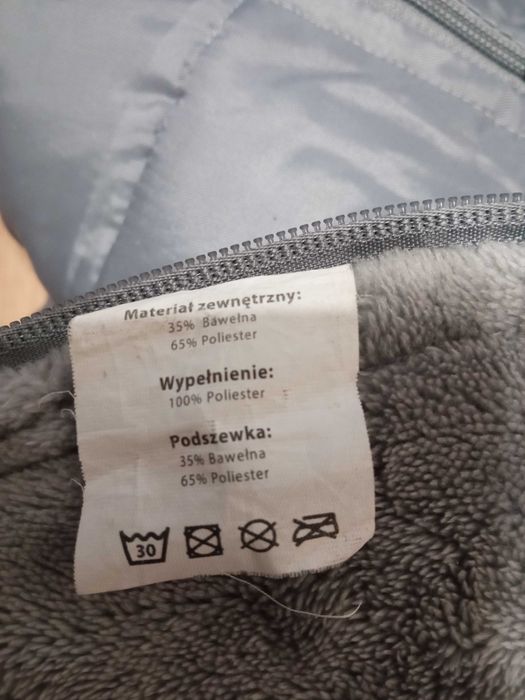 Materiał zewnętrzny:
35% Bawełna
65% Poliester
Wypełnienie:
100% Poliester
Podszewka:
35% Bawełna
65% Poliester
30